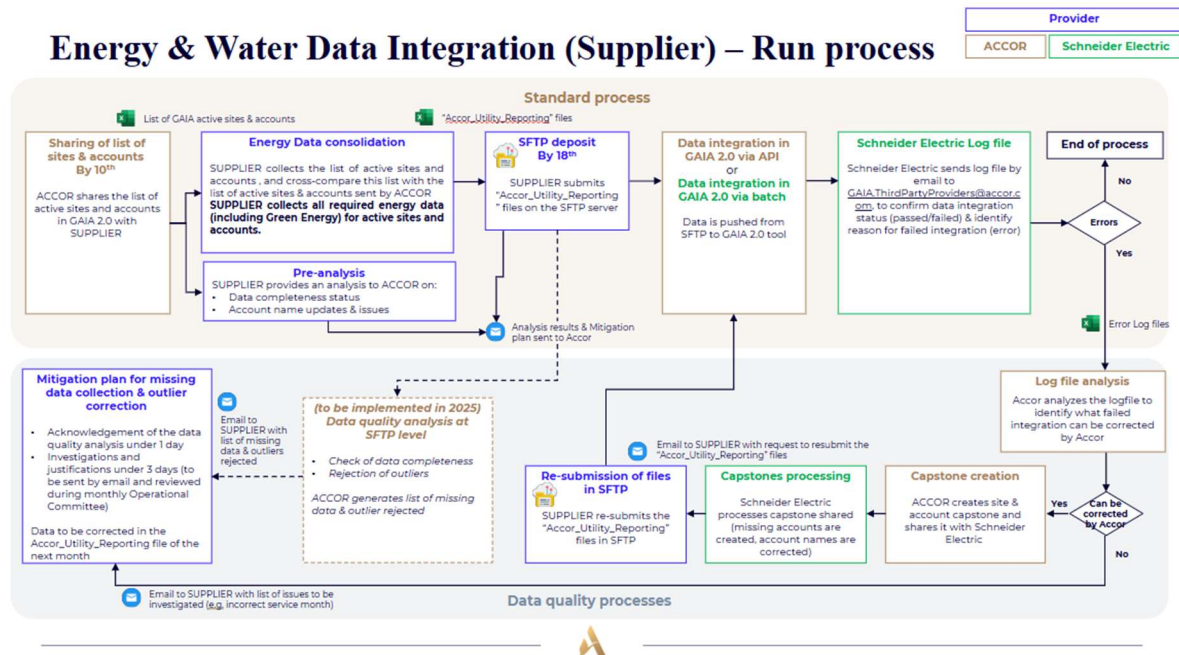 Energy & Water Data Integration (Supplier) – Run process
Provider
ACCOR
Schneider Electric
Standard process
List of GAIA active sites & accounts
"Accor_Utility_Reporting" files
Sharing of list of
sites & accounts
By 10th
ACCOR shares the list of
active sites and accounts
in GAIA 2.0 with
SUPPLIER
Energy Data consolidation
SUPPLIER collects the list of active sites and
accounts , and cross-compare this list with the
list of active sites & accounts sent by ACCOR
SUPPLIER collects all required energy data
(including Green Energy) for active sites and
accounts.
Pre-analysis
SUPPLIER provides an analysis to ACCOR on:
• Data completeness status
• Account name updates & issues
SFTP deposit
By 18th
SUPPLIER submits
"Accor_Utility_Reporting
" files on the SFTP server
Analysis results & Mitigation
plan sent to Accor
Data integration in
GAIA 2.0 via API
or
Data integration in
GAIA 2.0 via batch
Data is pushed from
SFTP to GAIA 2.0 tool
Schneider Electric Log file
Schneider Electric sends log file by
email to
GAIA.ThirdPartyProviders@accor.c
om, to confirm data integration
status (passed/failed) & identify
reason for failed integration (error)
End of process
No
Errors
Yes
Error Log files
Log file analysis
Accor analyzes the logfile to
identify what failed
integration can be corrected
by Accor
Can be
corrected
by Accor
Yes
No
Capstone creation
ACCOR creates site &
account capstone and
shares it with Schneider
Electric
Capstones processing
Schneider Electric
processes capstone shared
(missing accounts are
created, account names are
corrected)
Email to SUPPLIER with request to resubmit the
"Accor_Utility_Reporting" files
Re-submission of files
in SFTP
SUPPLIER re-submits the
"Accor_Utility_Reporting"
files in SFTP
(to be implemented in 2025)
Data quality analysis at
SFTP level
• Check of data completeness
• Rejection of outliers
ACCOR generates list of missing
data & outlier rejected
Email to
SUPPLIER with
list of missing
data & outliers
rejected
Mitigation plan for missing
data collection & outlier
correction
• Acknowledgement of the data
quality analysis under 1 day
• Investigations and
justifications under 3 days (to
be sent by email and reviewed
during monthly Operational
Committee)
Data to be corrected in the
Accor_Utility_Reporting file of the
next month
Email to SUPPLIER with list of issues to be
investigated (e.g, incorrect service month)
Data quality processes